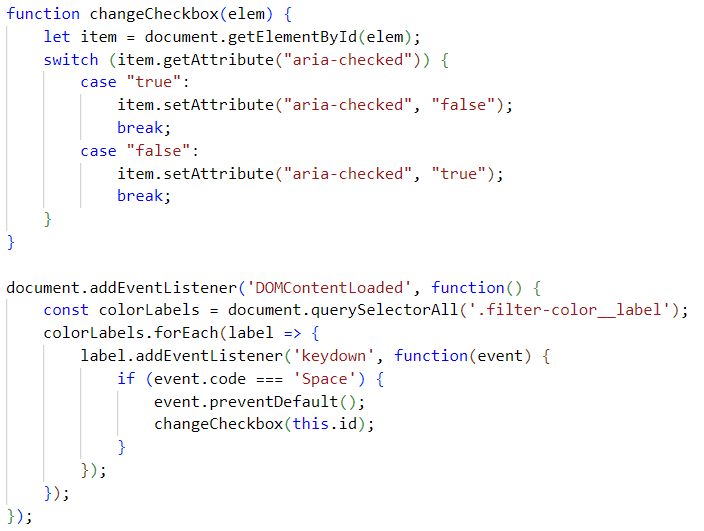 function changeCheckbox(elem) {
    let item = document.getElementById(elem);
    switch (item.getAttribute("aria-checked")) {
        case "true":
            item.setAttribute("aria-checked", "false");
            break;
        case "false":
            item.setAttribute("aria-checked", "true");
            break;
    }
}

document.addEventListener('DOMContentLoaded', function() {
    const colorLabels = document.querySelectorAll('.filter-color__label');
    colorLabels.forEach(label => {
        label.addEventListener('keydown', function(event) {
            if (event.code === 'Space') {
                event.preventDefault();
                changeCheckbox(this.id);
            }
        });
    });
});